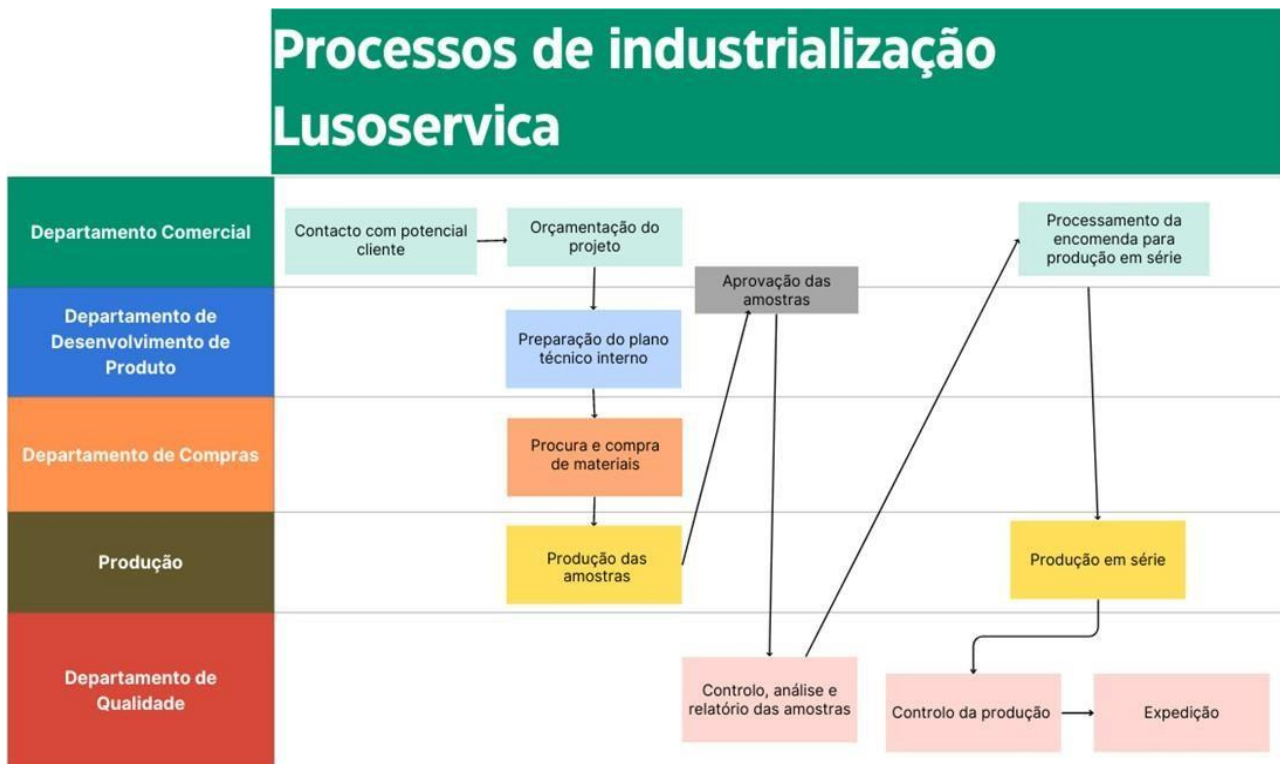 Processos de industrialização
Lusoservica
Departamento Comercial
Contacto com potencial
cliente
Orçamentação do
projeto
Processamento da
encomenda para
produção em série
Aprovação das
amostras
Departamento de
Desenvolvimento de
Produto
Preparação do plano
técnico interno
Departamento de Compras
Procura e compra
de materiais
Produção
Produção das
amostras
Produção em série
Departamento de
Qualidade
Controlo, análise e
relatório das amostras
Controlo da produção
Expedição